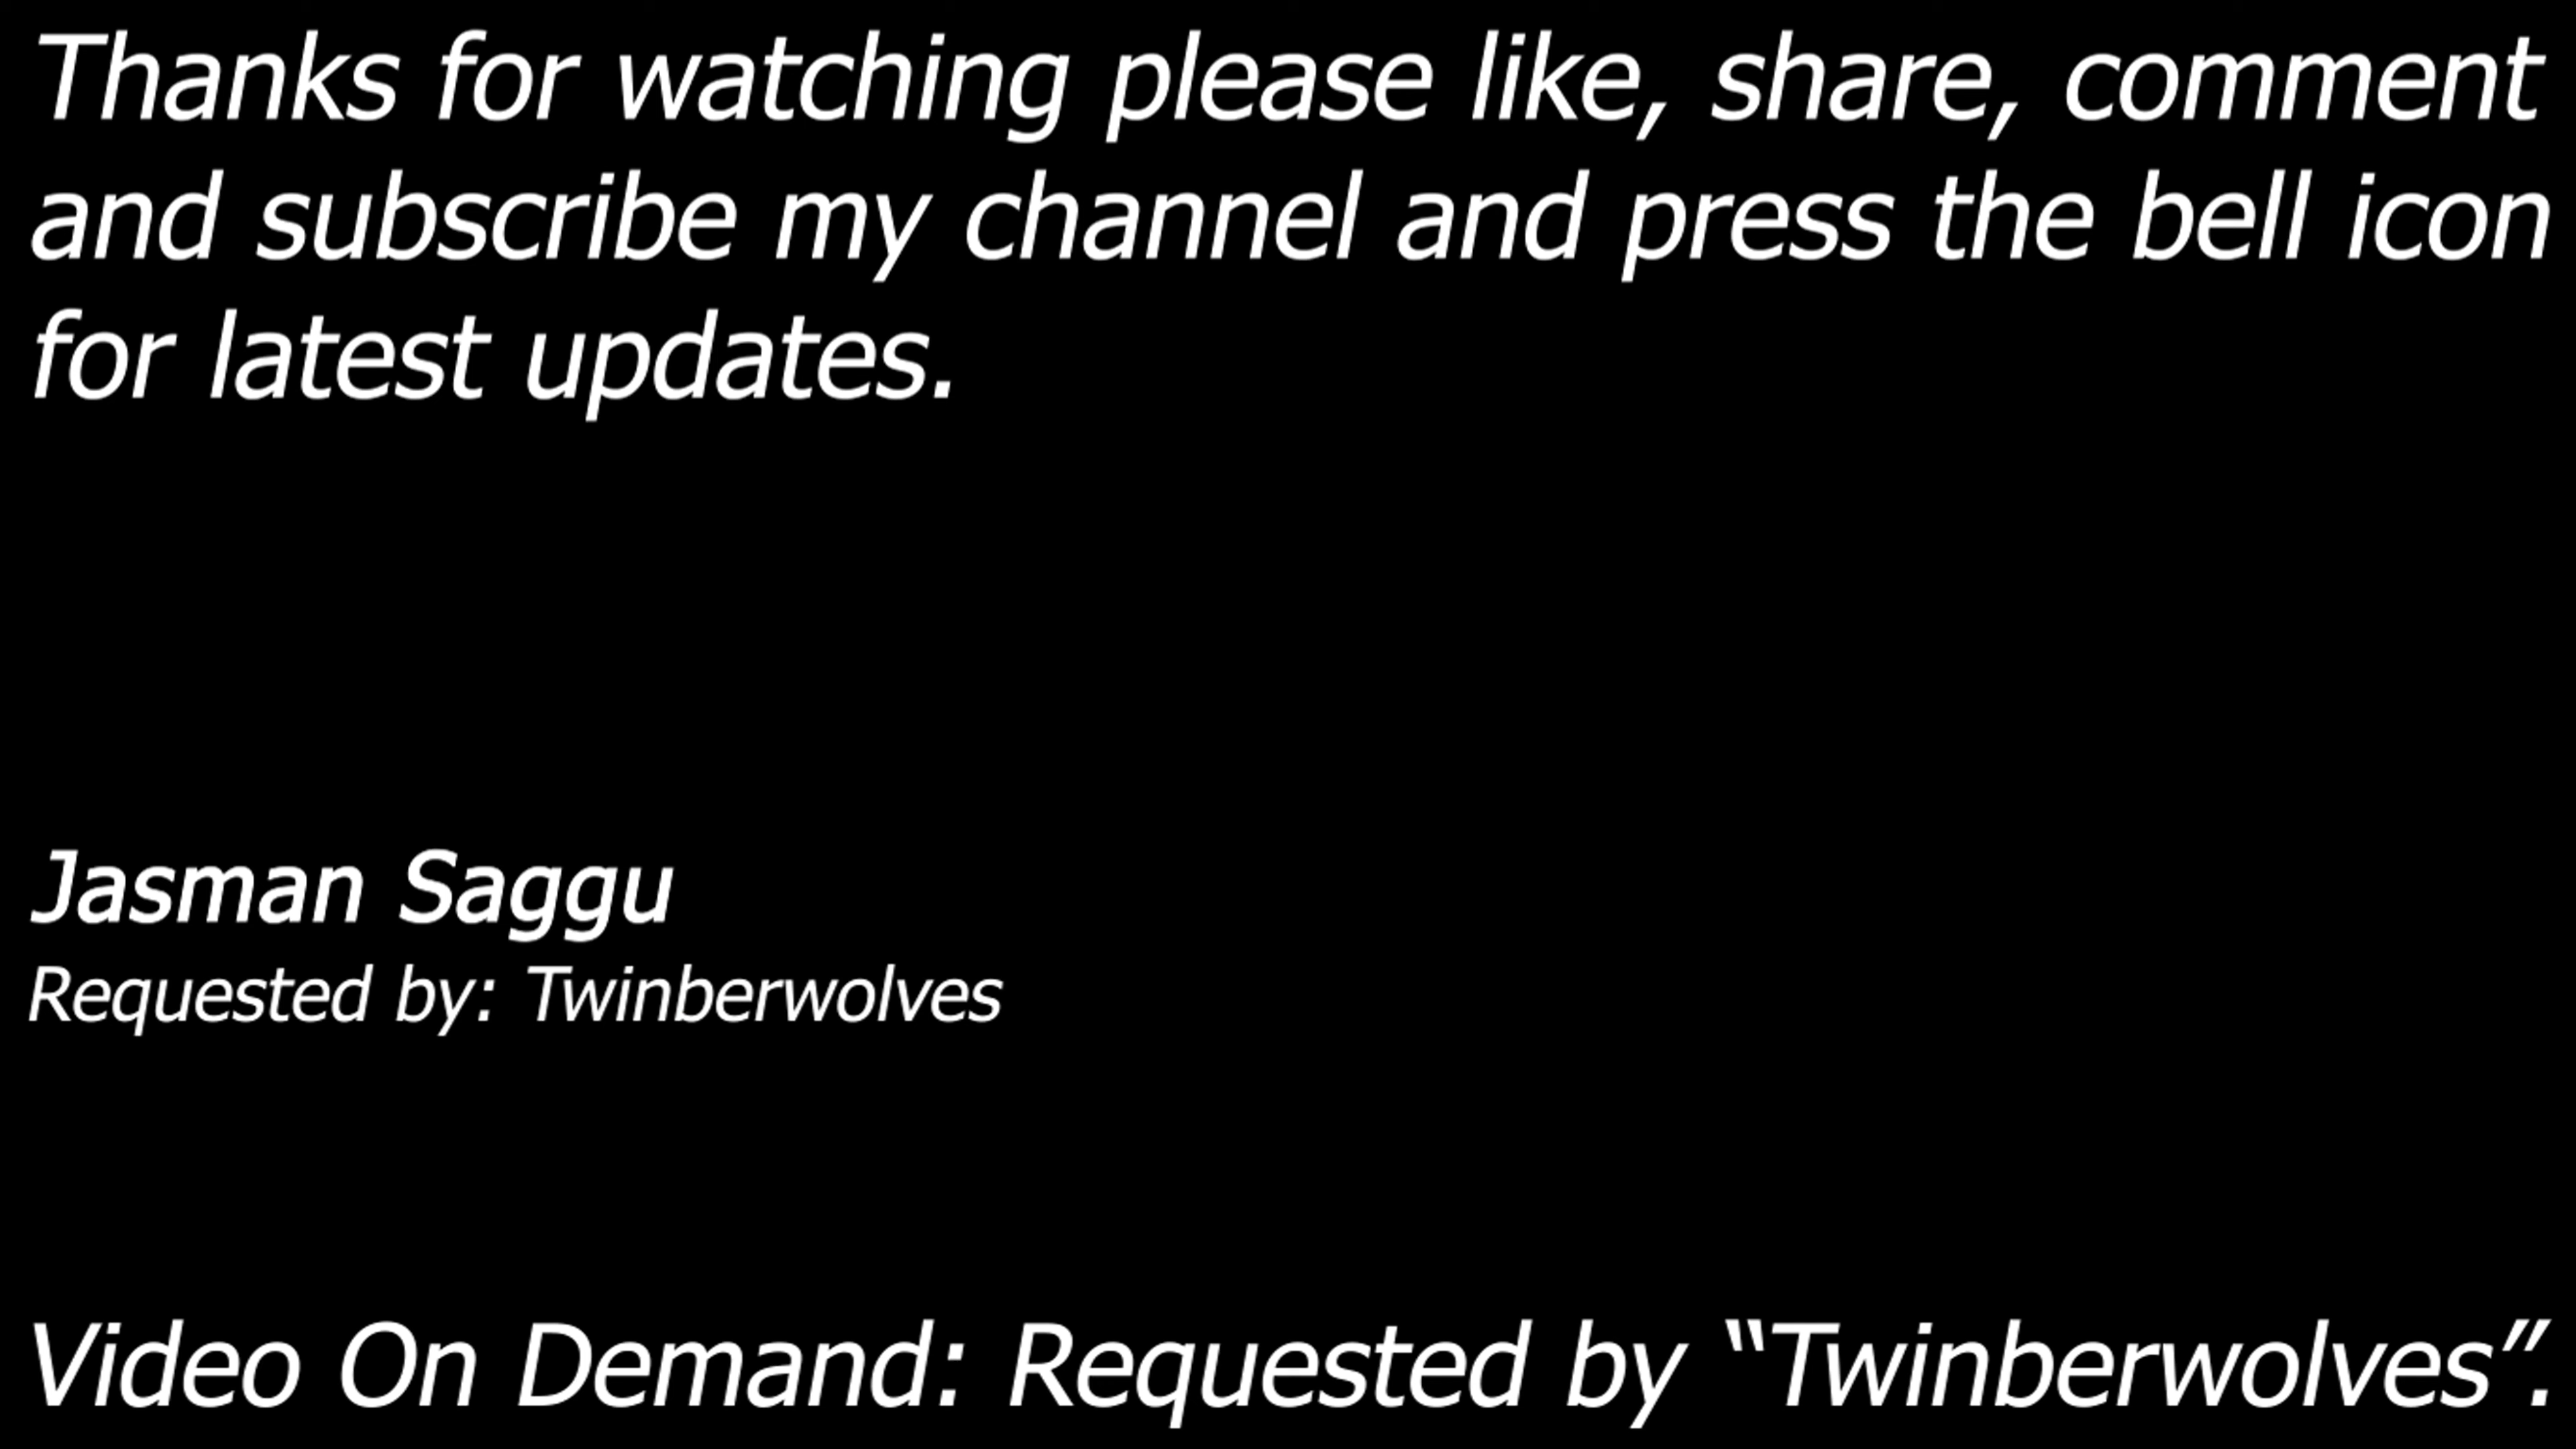 Thanks for watching please like, share, comment
and subscribe my channel and press the bell icon
for latest updates.
Jasman Saggu
Requested by: Twinberwolves
Video On Demand: Requested by “Twinberwolves”.